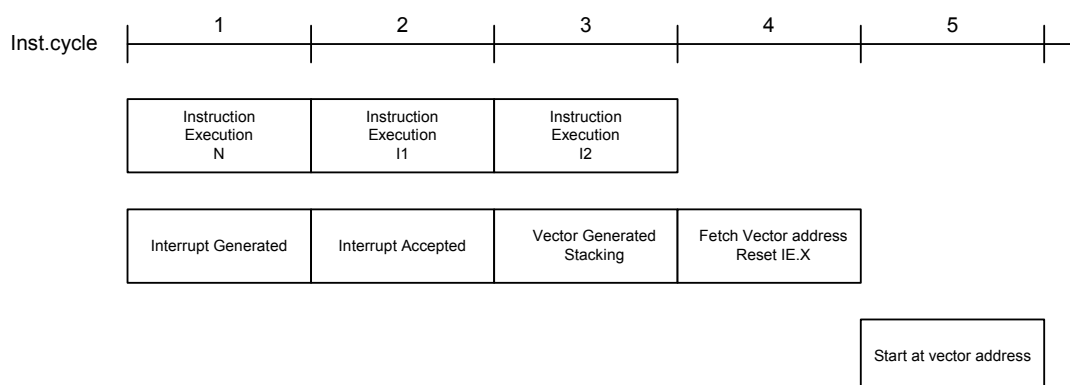 Inst.cycle
1
2
3
4
5
Instruction
Execution
N
Instruction
Execution
I1
Instruction
Execution
I2
Interrupt Generated
Interrupt Accepted
Vector Generated
Stacking
Fetch Vector address
Reset IE.X
Start at vector address